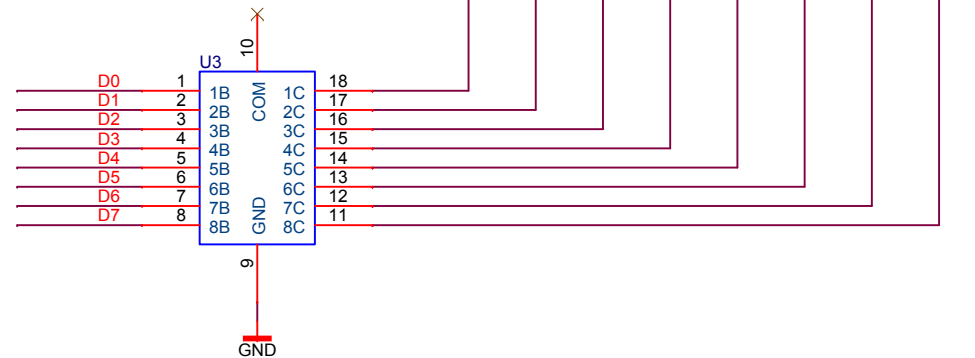 10
U3
D0 1 1B COM 1C 18
D1 2 2B 2C 17
D2 3 3B 3C 16
D3 4 4B 4C 15
D4 5 5B 5C 14
D5 6 6B 6C 13
D6 7 7B GND 7C 12
D7 8 8B 8C 11
9
GND